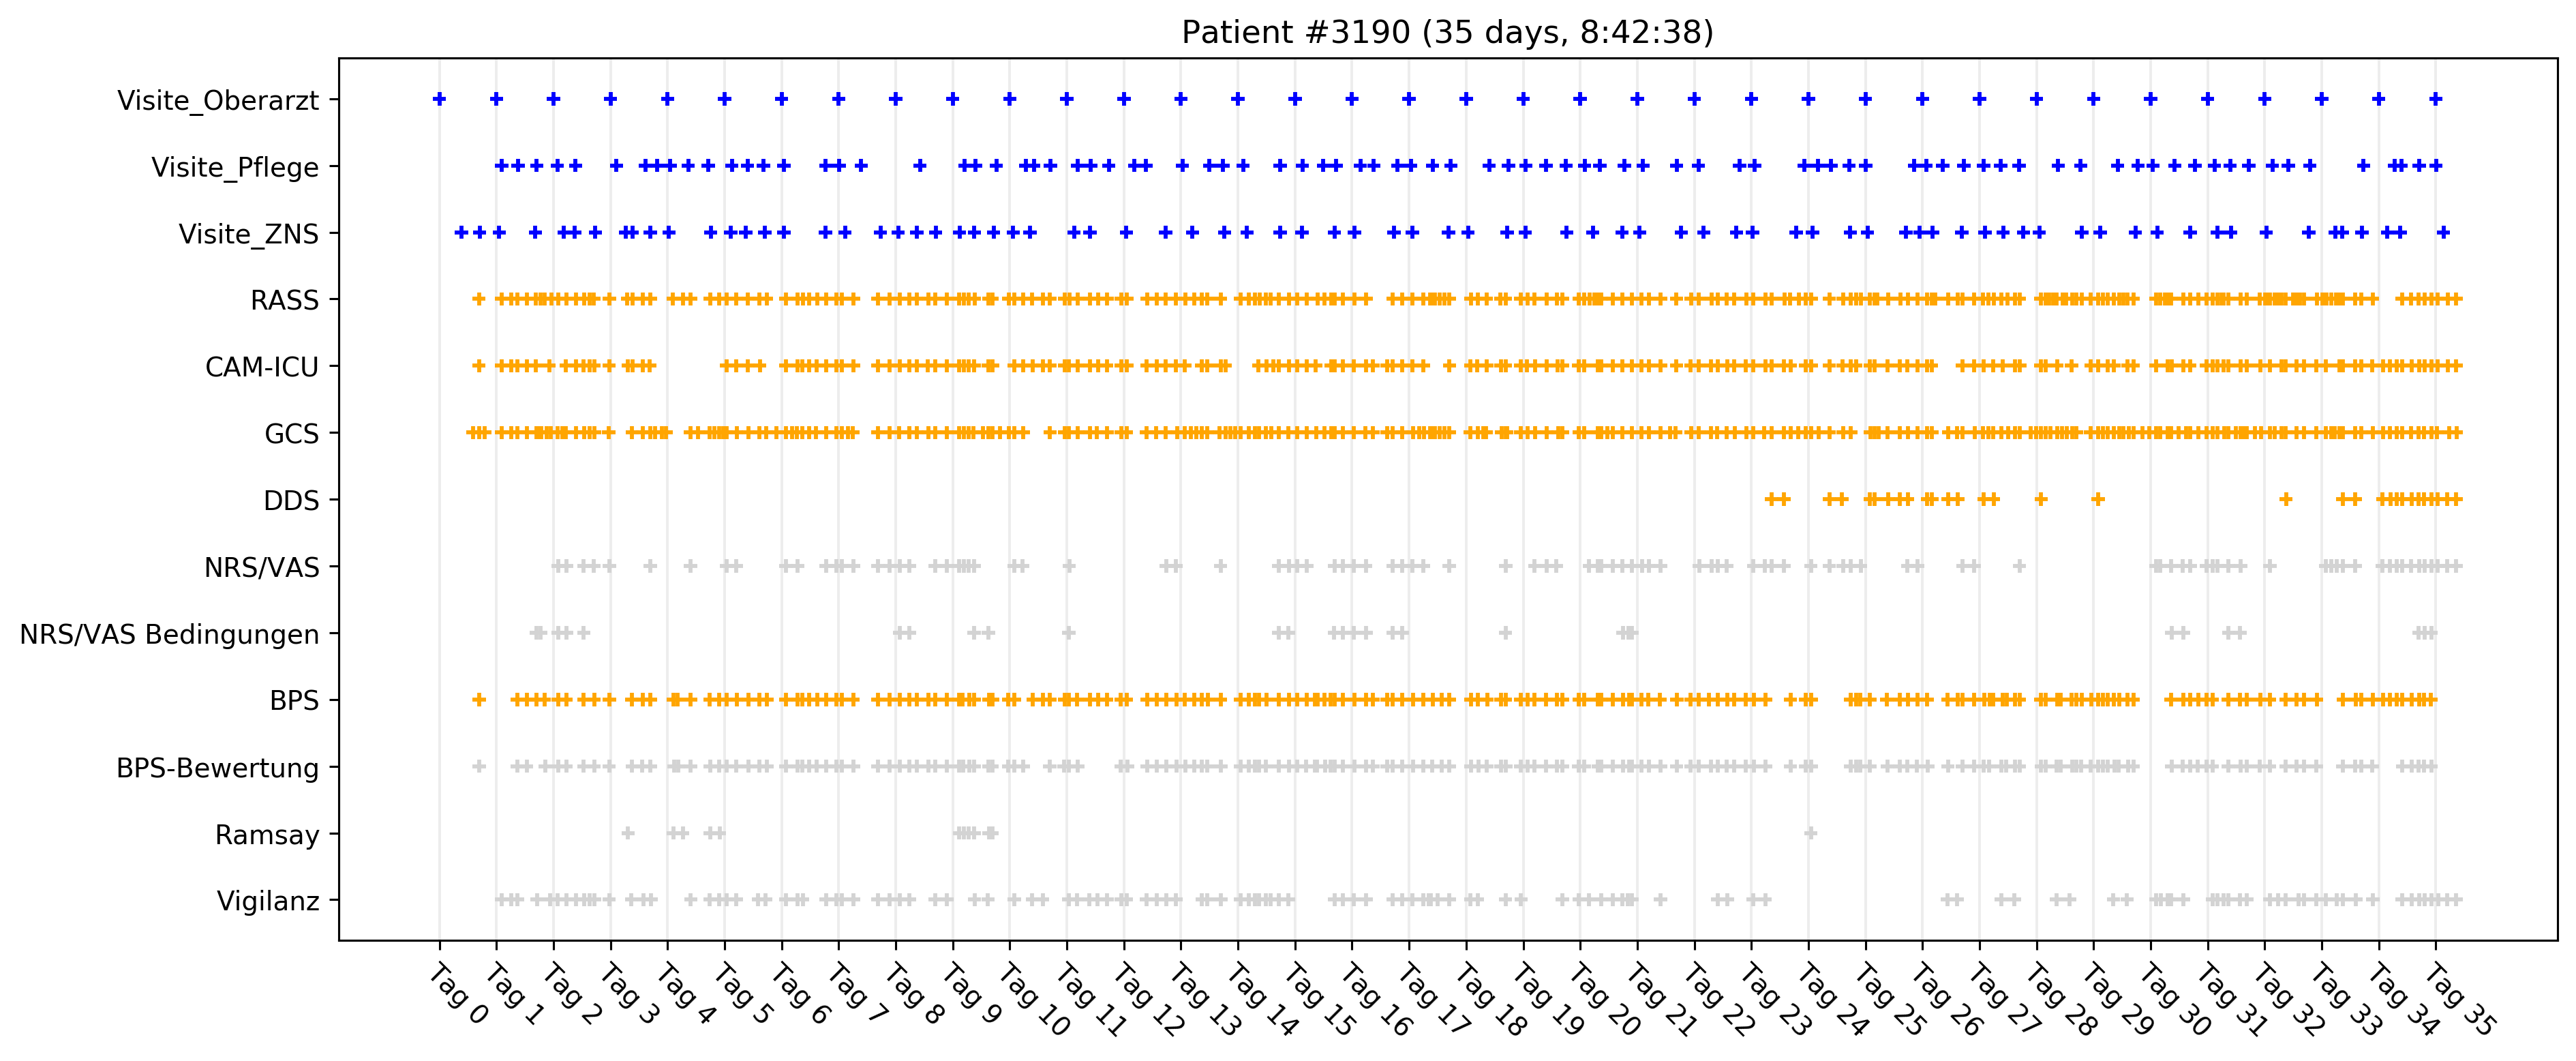 Patient #3190 (35 days, 8:42:38)
Visite_Oberarzt
Visite_Pflege
Visite_ZNS
RASS
CAM-ICU
GCS
DDS
NRS/VAS
NRS/VAS Bedingungen
BPS
BPS-Bewertung
Ramsay
Vigilanz
Tag 0
Tag 1
Tag 2
Tag 3
Tag 4
Tag 5
Tag 6
Tag 7
Tag 8
Tag 9
Tag 10
Tag 11
Tag 12
Tag 13
Tag 14
Tag 15
Tag 16
Tag 17
Tag 18
Tag 19
Tag 20
Tag 21
Tag 22
Tag 23
Tag 24
Tag 25
Tag 26
Tag 27
Tag 28
Tag 29
Tag 30
Tag 31
Tag 32
Tag 33
Tag 34
Tag 35